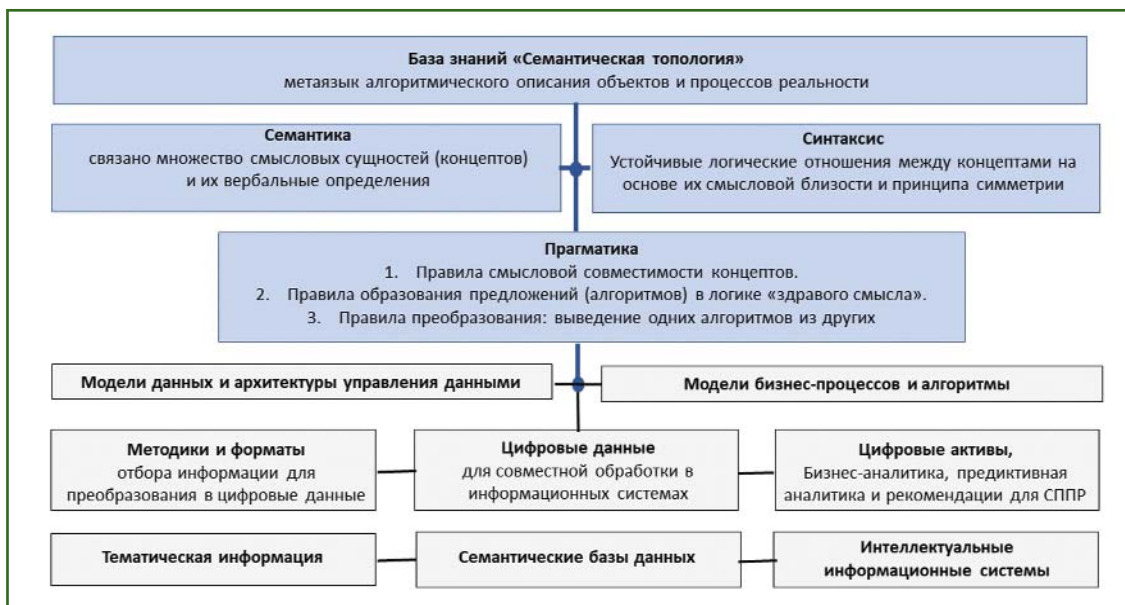 База знаний «Семантическая топология»
метаязык алгоритмического описания объектов и процессов реальности
Семантика
связано множество смысловых сущностей (концептов)
и их вербальные определения
Синтаксис
Устойчивые логические отношения между концептами на
основе их смысловой близости и принципа симметрии
Прагматика
1. Правила смысловой совместимости концептов.
2. Правила образования предложений (алгоритмов) в логике «здравого смысла».
3. Правила преобразования: выведение одних алгоритмов из других
Модели данных и архитектуры управления данными
Модели бизнес-процессов и алгоритмы
Методики и форматы
отбора информации для
преобразования в цифровые данные
Цифровые данные
для совместной обработки в
информационных системах
Цифровые активы,
Бизнес-аналитика, предиктивная
аналитика и рекомендации для СППР
Тематическая информация
Семантические базы данных
Интеллектуальные
информационные системы